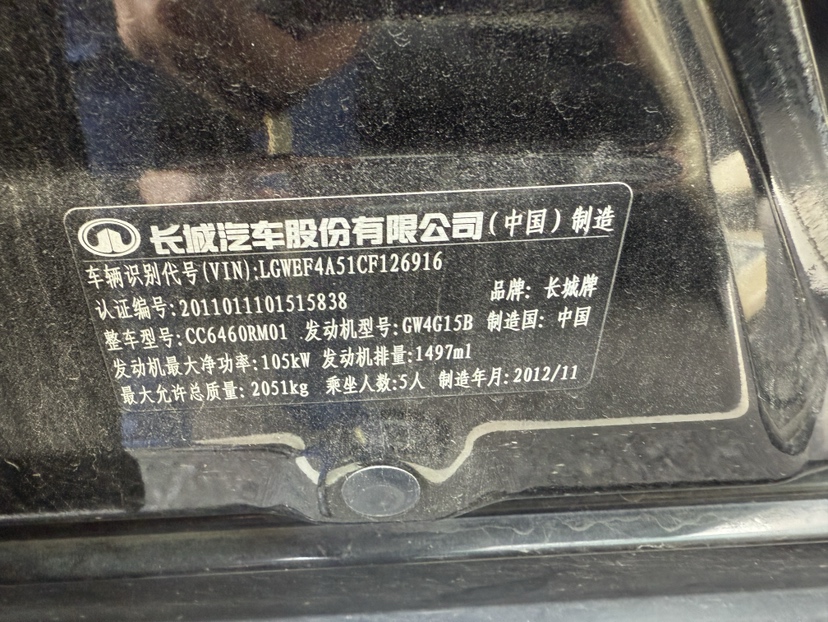 长城汽车股份有限公司(中国)制造
车辆识别代号(VIN):LGWEF4A51CF126916
认证编号:2011011101515838 品牌: 长城牌
整车型号:CC6460RM01 发动机型号:GW4G15B 制造国: 中国
发动机最大净功率:105kW 发动机排量:1497ml
最大允许总质量: 2051kg 乘坐人数:5人 制造年月:2012/11